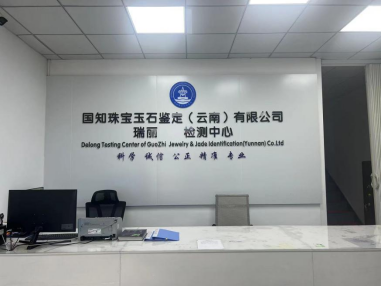 国知珠宝玉石鉴定（云南）有限公司
瑞丽 检测中心
Delong Testing Center of GuoZhi Jewelry & Jade Identification(Yunnan) Co.Ltd
科学 诚信 公正 精准 专业